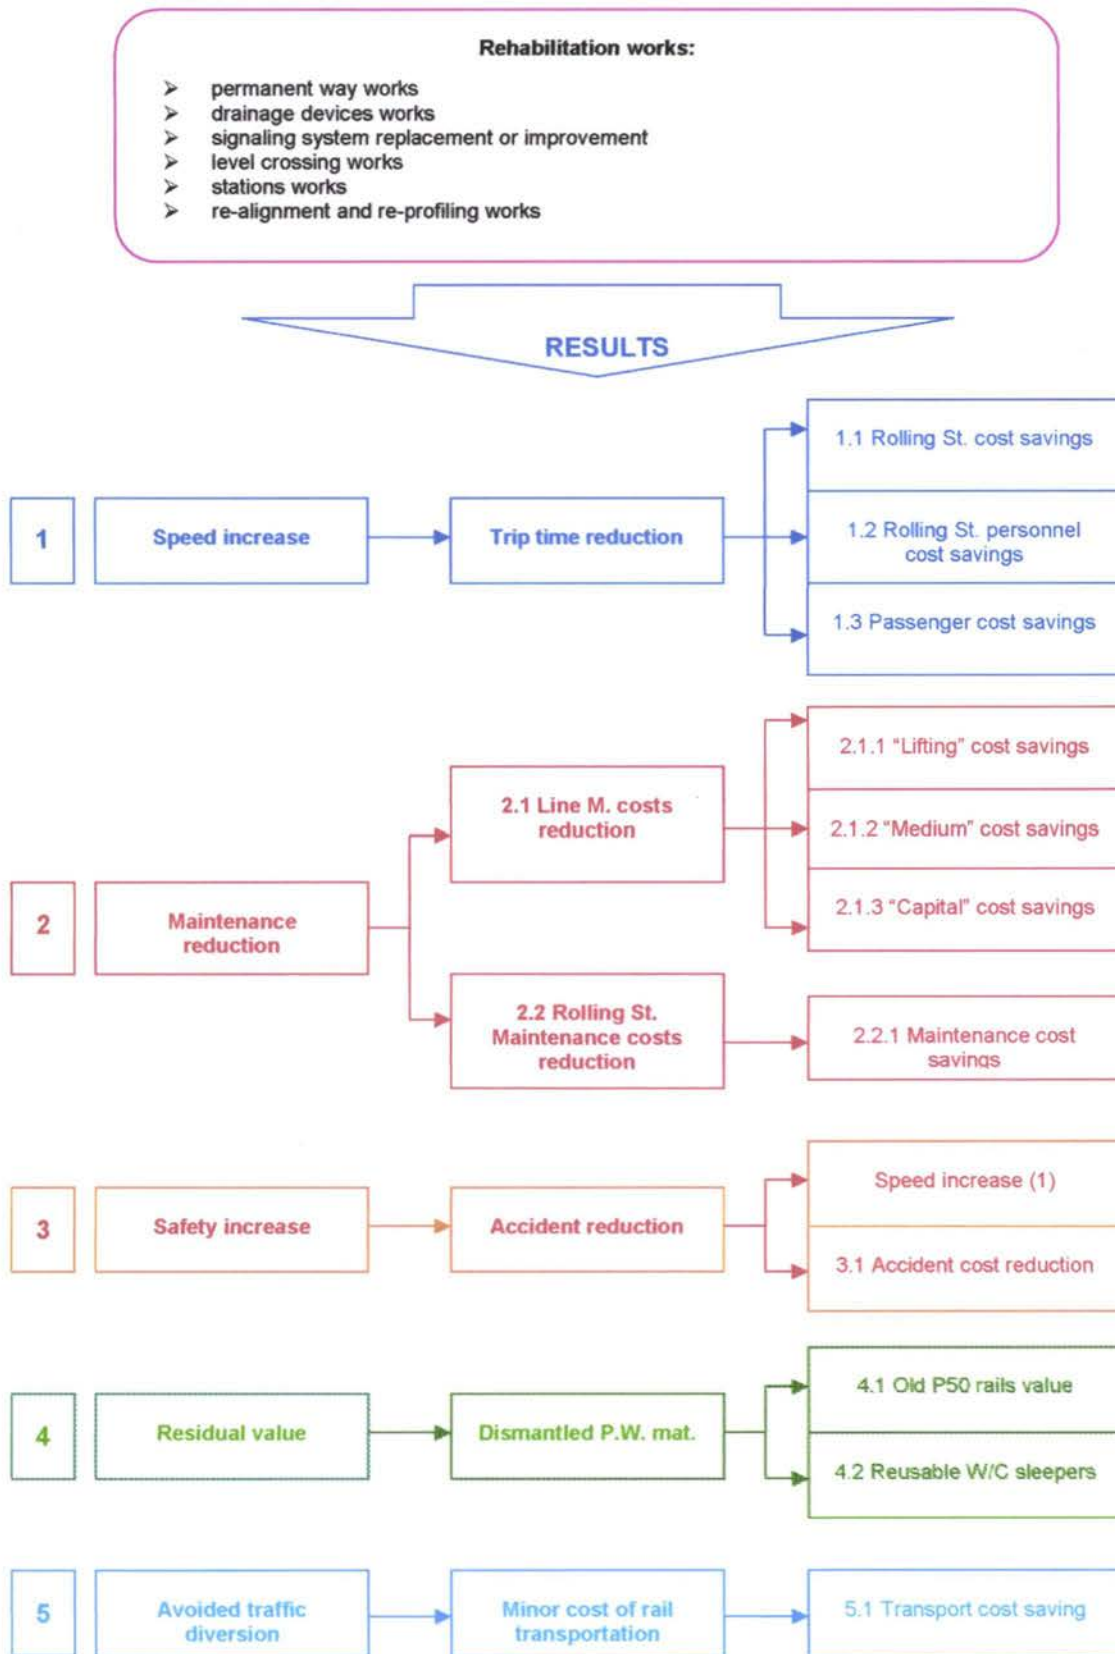 Rehabilitation works:
➢ permanent way works
➢ drainage devices works
➢ signaling system replacement or improvement
➢ level crossing works
➢ stations works
➢ re-alignment and re-profiling works
RESULTS
1
Speed increase
Trip time reduction
1.1 Rolling St. cost savings
1.2 Rolling St. personnel
cost savings
1.3 Passenger cost savings
2
Maintenance
reduction
2.1 Line M. costs
reduction
2.1.1 “Lifting” cost savings
2.1.2 “Medium” cost savings
2.1.3 “Capital” cost savings
2.2 Rolling St.
Maintenance costs
reduction
2.2.1 Maintenance cost
savings
3
Safety increase
Accident reduction
Speed increase (1)
3.1 Accident cost reduction
4
Residual value
Dismantled P.W. mat.
4.1 Old P50 rails value
4.2 Reusable W/C sleepers
5
Avoided traffic
diversion
Minor cost of rail
transportation
5.1 Transport cost saving